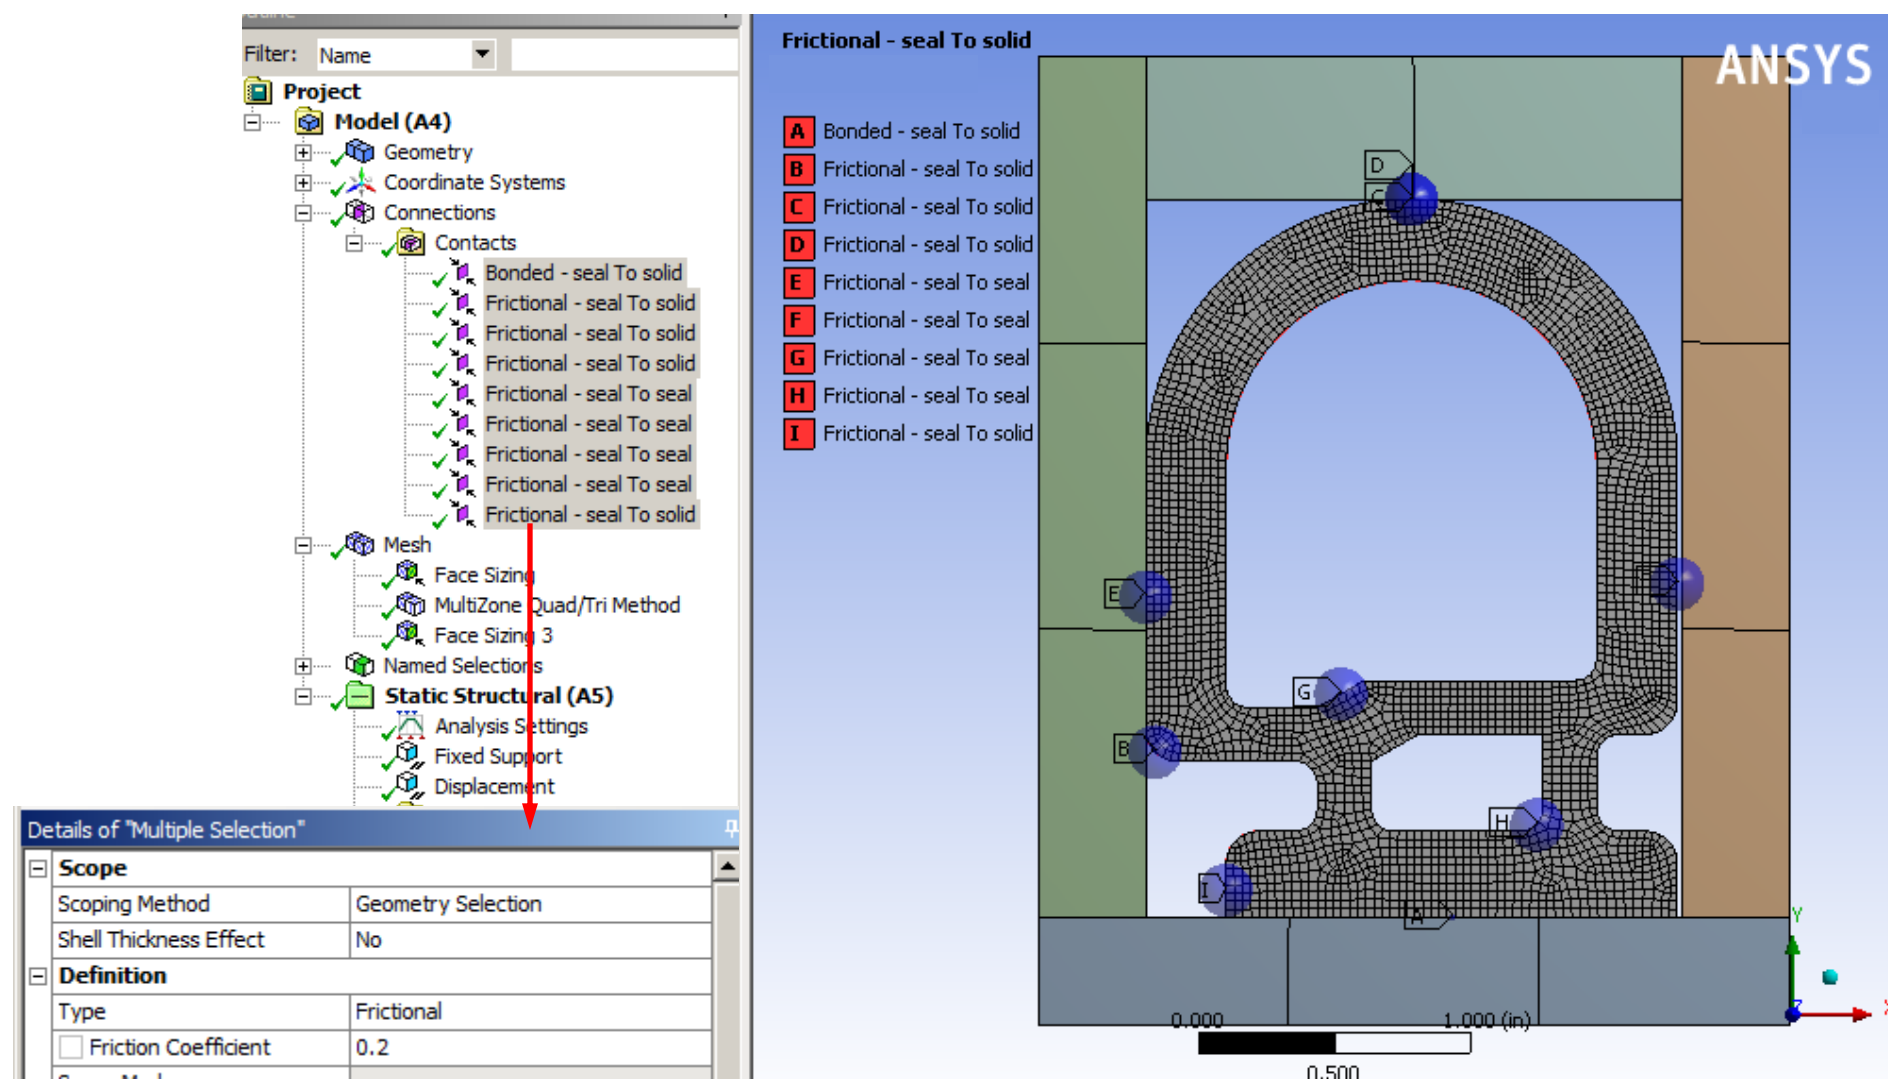 Filter: Name
Project
Model (A4)
Geometry
Coordinate Systems
Connections
Contacts
Bonded - seal To solid
Frictional - seal To solid
Frictional - seal To solid
Frictional - seal To solid
Frictional - seal To seal
Frictional - seal To seal
Frictional - seal To seal
Frictional - seal To seal
Frictional - seal To solid
Mesh
Face Sizing
MultiZone Quad/Tri Method
Face Sizing 3
Named Selections
Static Structural (A5)
Analysis Settings
Fixed Support
Displacement
Details of "Multiple Selection"
Scope
Scoping Method Geometry Selection
Shell Thickness Effect No
Definition
Type Frictional
Friction Coefficient 0.2
Frictional - seal To solid
ANSYS
A Bonded - seal To solid
B Frictional - seal To solid
C Frictional - seal To solid
D Frictional - seal To solid
E Frictional - seal To seal
F Frictional - seal To seal
G Frictional - seal To seal
H Frictional - seal To seal
I Frictional - seal To solid
D
C
E
G
B
H
I
A
Y
Z
X
0.000 1.000 (in)
0.500